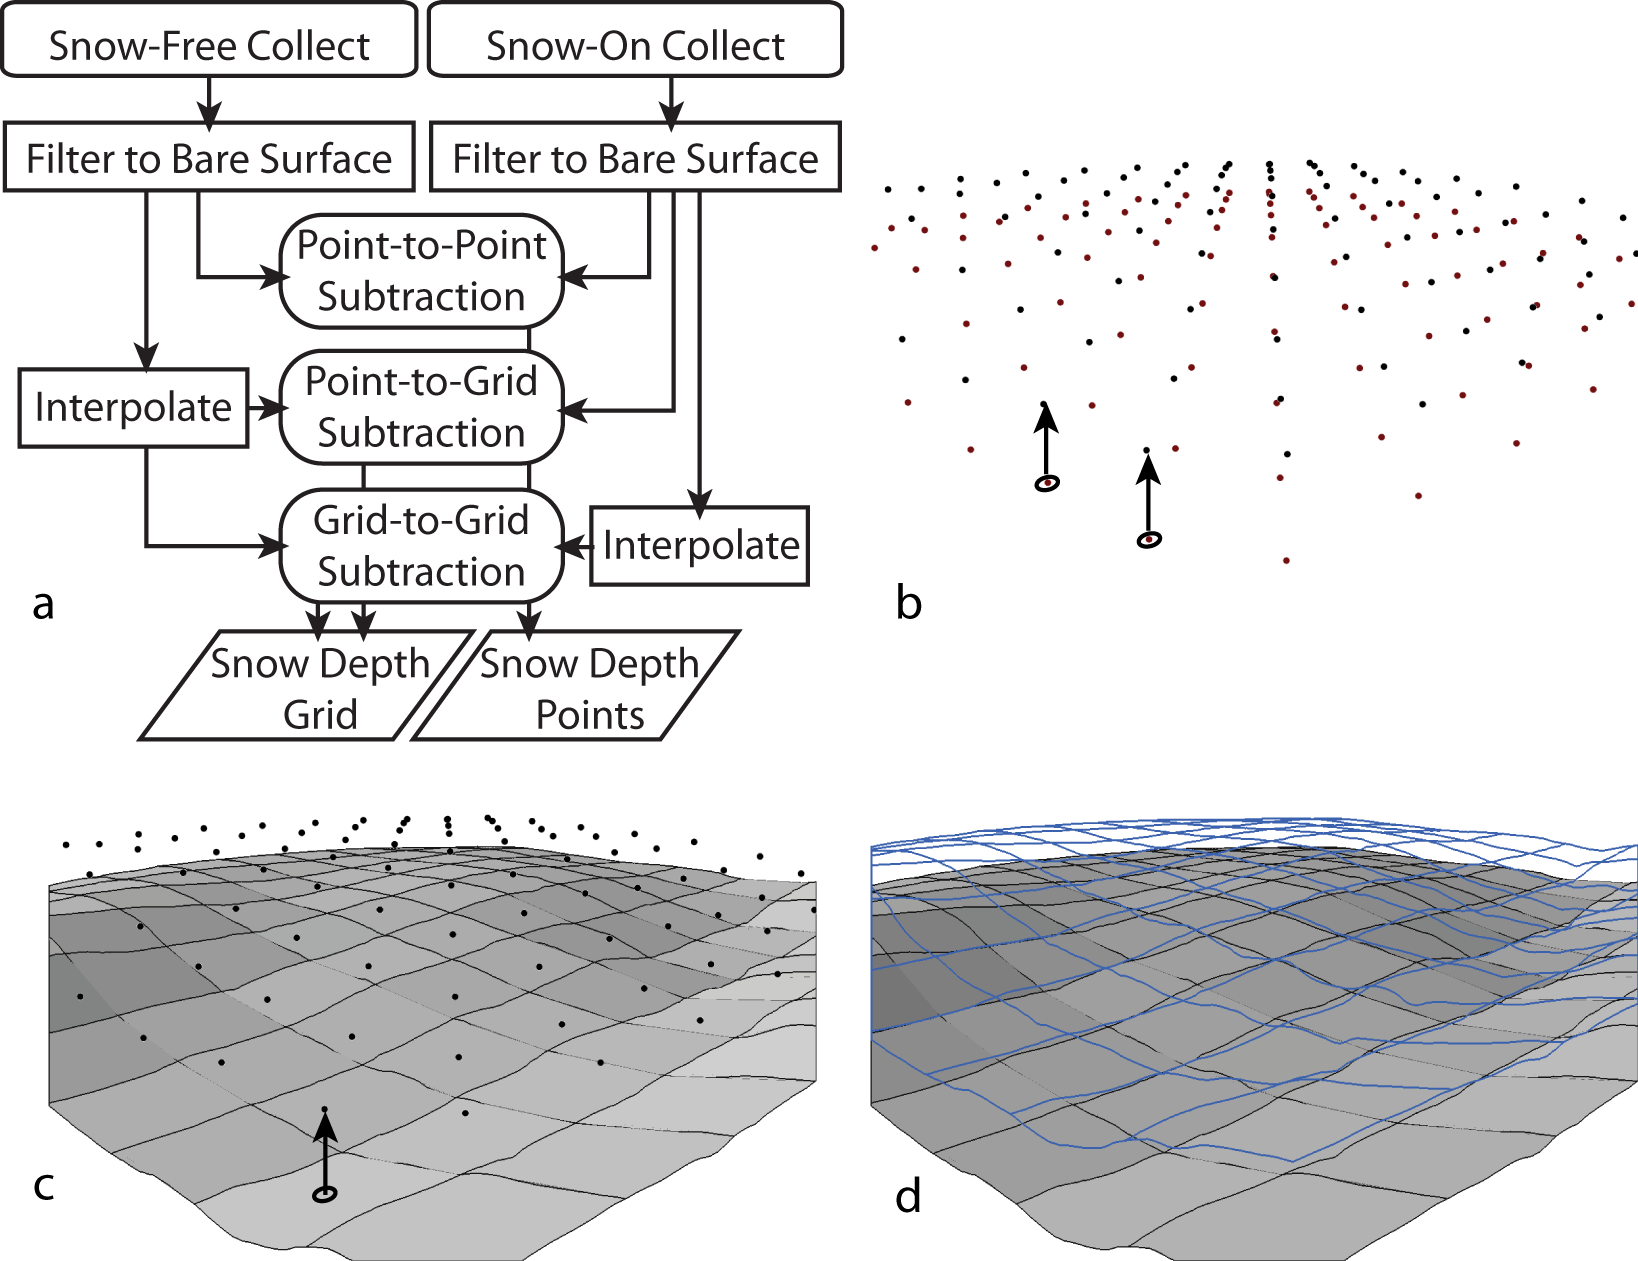 Snow-Free Collect
Snow-On Collect
Filter to Bare Surface
Filter to Bare Surface
Point-to-Point
Subtraction
Interpolate
Point-to-Grid
Subtraction
Grid-to-Grid
Subtraction
Interpolate
a
b
Snow Depth
Grid
Snow Depth
Points
c
d